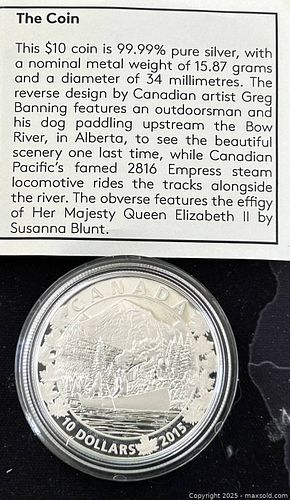 The Coin
This $10 coin is 99.99% pure silver, with
a nominal metal weight of 15.87 grams
and a diameter of 34 millimetres. The
reverse design by Canadian artist Greg
Banning features an outdoorsman and
his dog paddling upstream the Bow
River, in Alberta, to see the beautiful
scenery one last time, while Canadian
Pacific's famed 2816 Empress steam
locomotive rides the tracks alongside
the river. The obverse features the effigy
of Her Majesty Queen Elizabeth II by
Susanna Blunt.
CANADA
10 DOLLARS 2015
Copyright 2025 - maxsold.com